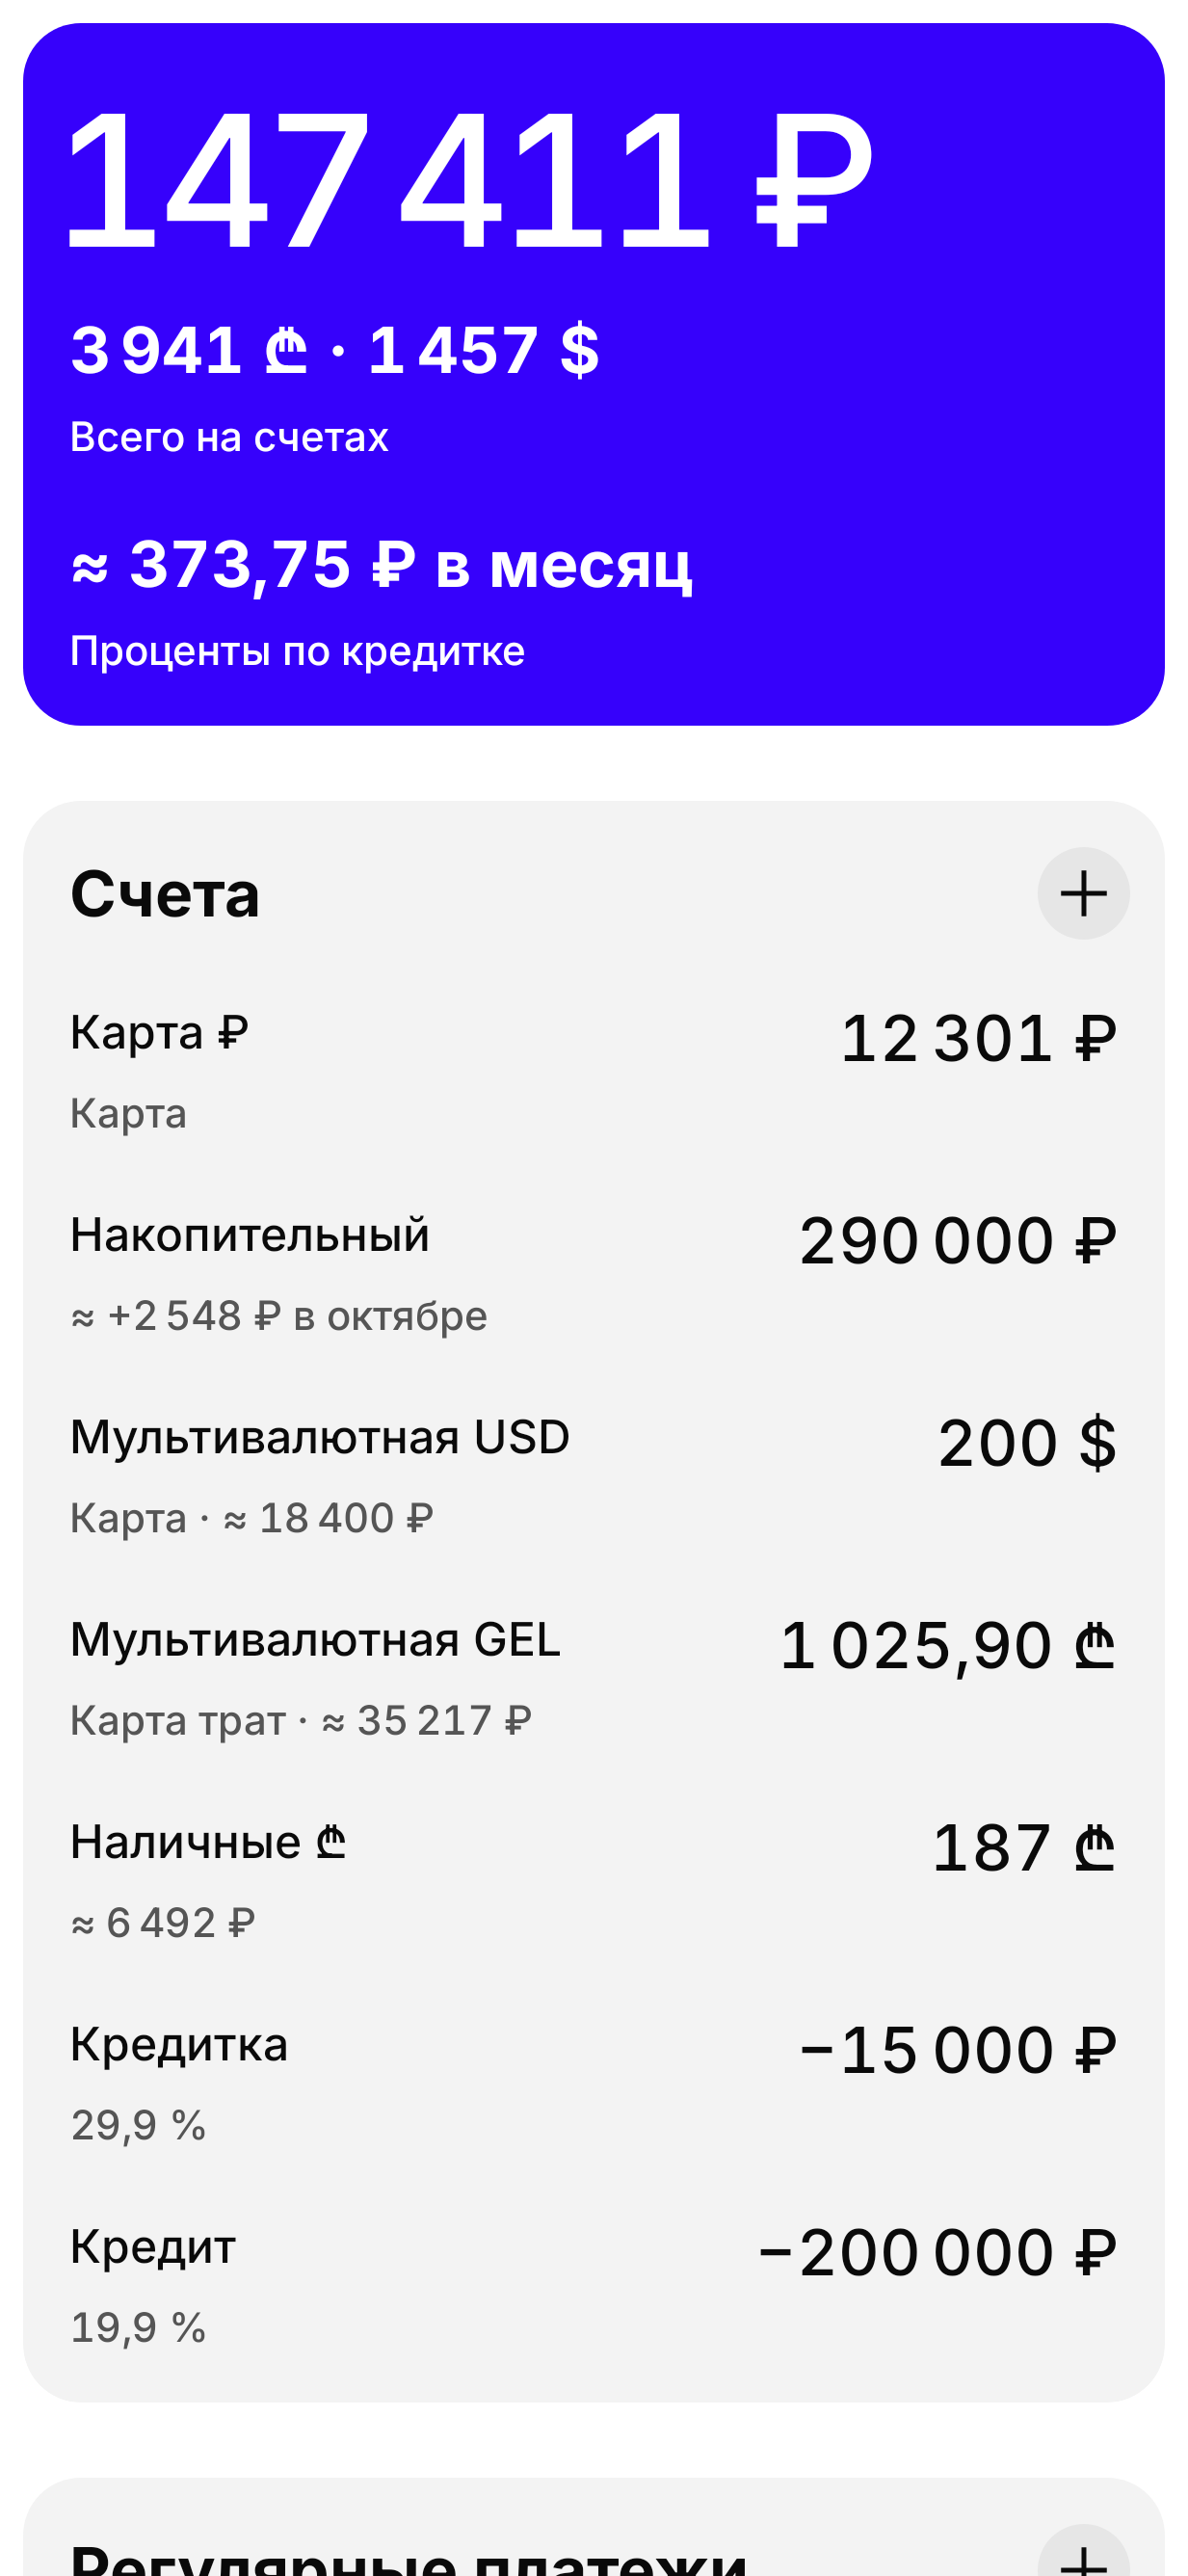 147 411 ₽
3 941 ₾ · 1 457 $
Всего на счетах
≈ 373,75 ₽ в месяц
Проценты по кредитке
Счета
Карта ₽
12 301 ₽
Карта
Накопительный
290 000 ₽
≈ +2 548 ₽ в октябре
Мультивалютная USD
200 $
Карта · ≈ 18 400 ₽
Мультивалютная GEL
1 025,90 ₾
Карта трат · ≈ 35 217 ₽
Наличные ₾
187 ₾
≈ 6 492 ₽
Кредитка
−15 000 ₽
29,9 %
Кредит
−200 000 ₽
19,9 %
Регулярные платежи